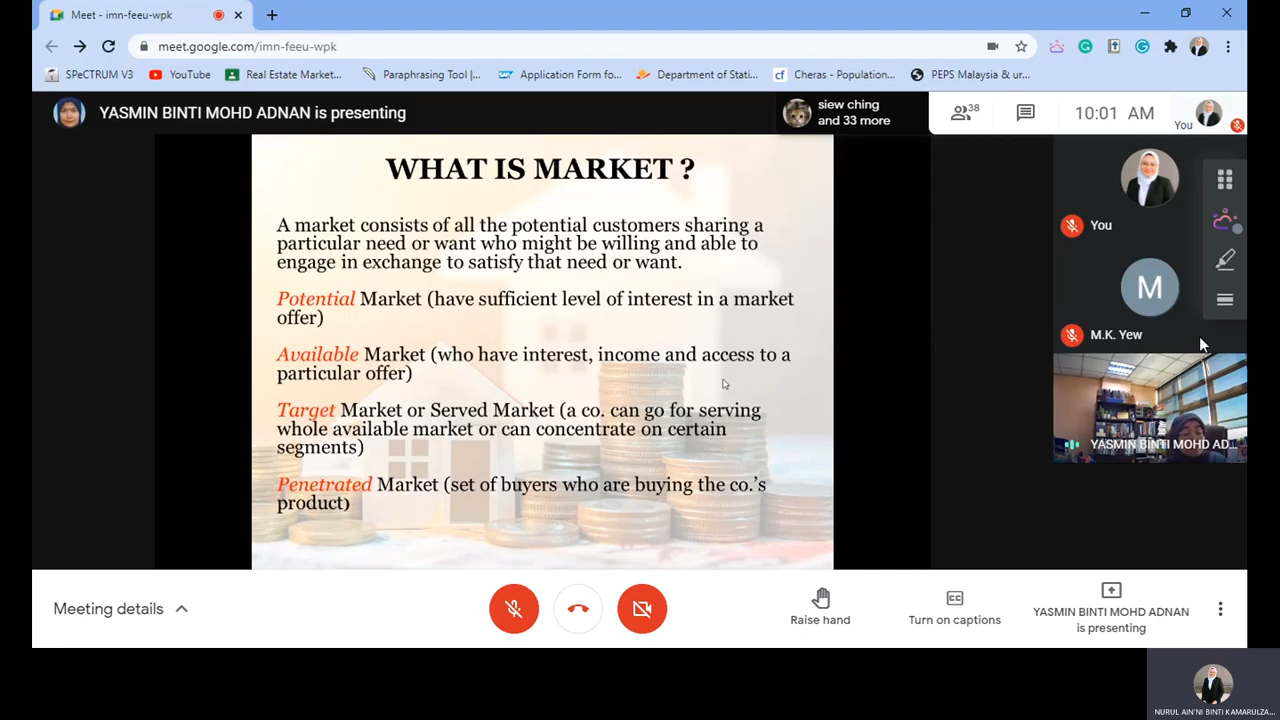 Meet - imn-feeu-wpk
meet.google.com/imn-feeu-wpk
SPeCTRUM V3
YouTube
Real Estate Market...
Paraphrasing Tool |...
Application Form fo...
Department of Stati...
Cheras - Population...
PEPS Malaysia & ur...
YASMIN BINTI MOHD ADNAN is presenting
siew ching
and 33 more
38
10:01 AM
You
WHAT IS MARKET ?
A market consists of all the potential customers sharing a
particular need or want who might be willing and able to
engage in exchange to satisfy that need or want.
Potential Market (have sufficient level of interest in a market
offer)
Available Market (who have interest, income and access to a
particular offer)
Target Market or Served Market (a co. can go for serving
whole available market or can concentrate on certain
segments)
Penetrated Market (set of buyers who are buying the co.'s
product)
You
M
M.K. Yew
YASMIN BINTI MOHD AD...
Meeting details
Raise hand
CC
Turn on captions
YASMIN BINTI MOHD ADNAN
is presenting
NURUL AIN'NI BINTI KAMARULZA...